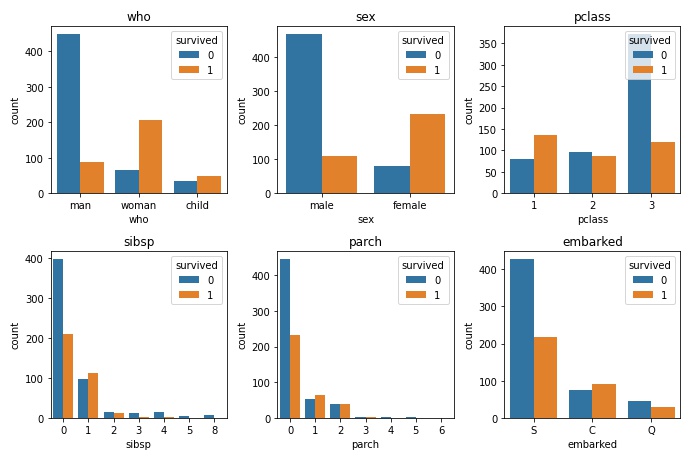 who
count
400
300
200
100
0
survived
0
1
man woman child
who
sex
count
400
300
200
100
0
survived
0
1
male female
sex
pclass
count
350
300
250
200
150
100
50
0
survived
0
1
1 2 3
pclass
sibsp
count
400
300
200
100
0
survived
0
1
0 1 2 3 4 5 8
sibsp
parch
count
400
300
200
100
0
survived
0
1
0 1 2 3 4 5 6
parch
embarked
count
400
300
200
100
0
survived
0
1
S C Q
embarked